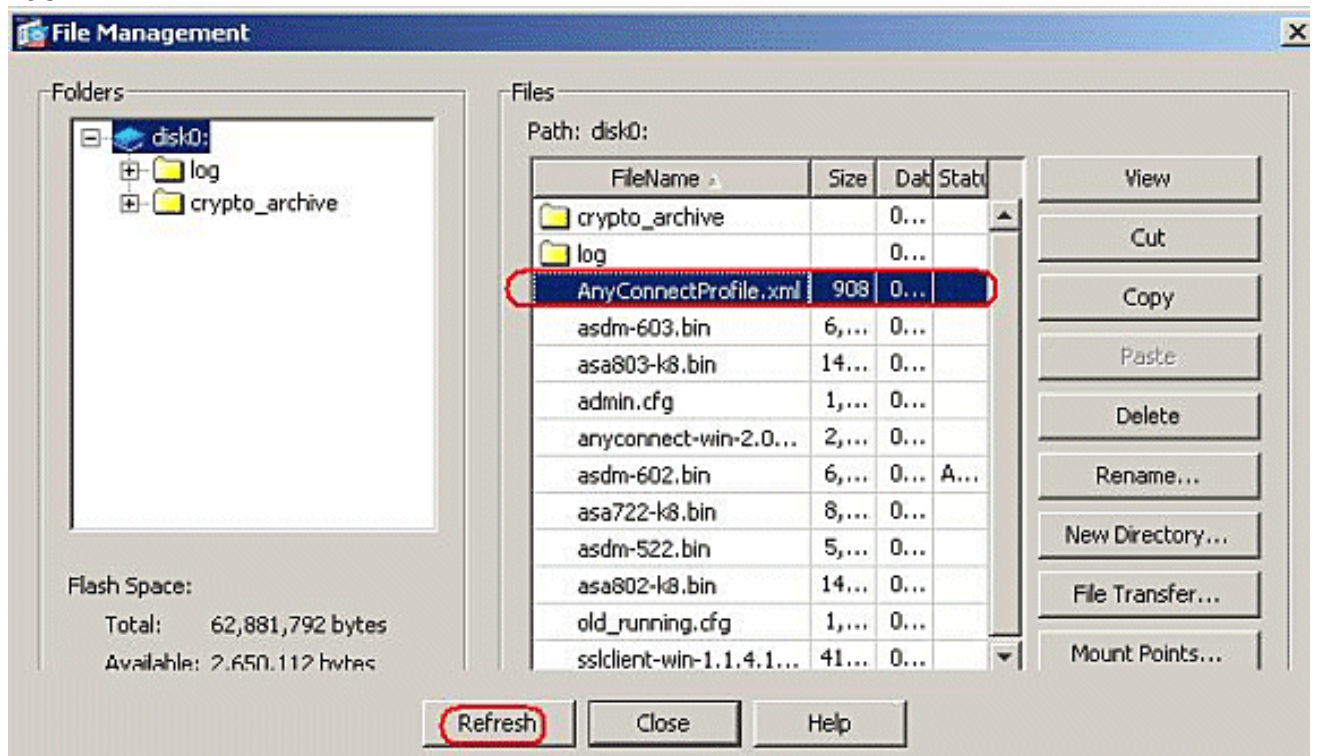 File Management
Folders
disk0:
log
crypto_archive
Flash Space:
Total: 62,881,792 bytes
Available: 2,650,112 bytes
Files
Path: disk0:
FileName Size Dat Statu
crypto_archive 0...
log 0...
AnyConnectProfile.xml 908 0...
asdm-603.bin 6,... 0...
asa803-k8.bin 14... 0...
admin.cfg 1,... 0...
anyconnect-win-2.0... 2,... 0...
asdm-602.bin 6,... 0... A...
asa722-k8.bin 8,... 0...
asdm-522.bin 5,... 0...
asa802-k8.bin 14... 0...
old_running.cfg 1,... 0...
sslclient-win-1.1.4.1... 41... 0...
View
Cut
Copy
Paste
Delete
Rename...
New Directory...
File Transfer...
Mount Points...
Refresh Close Help